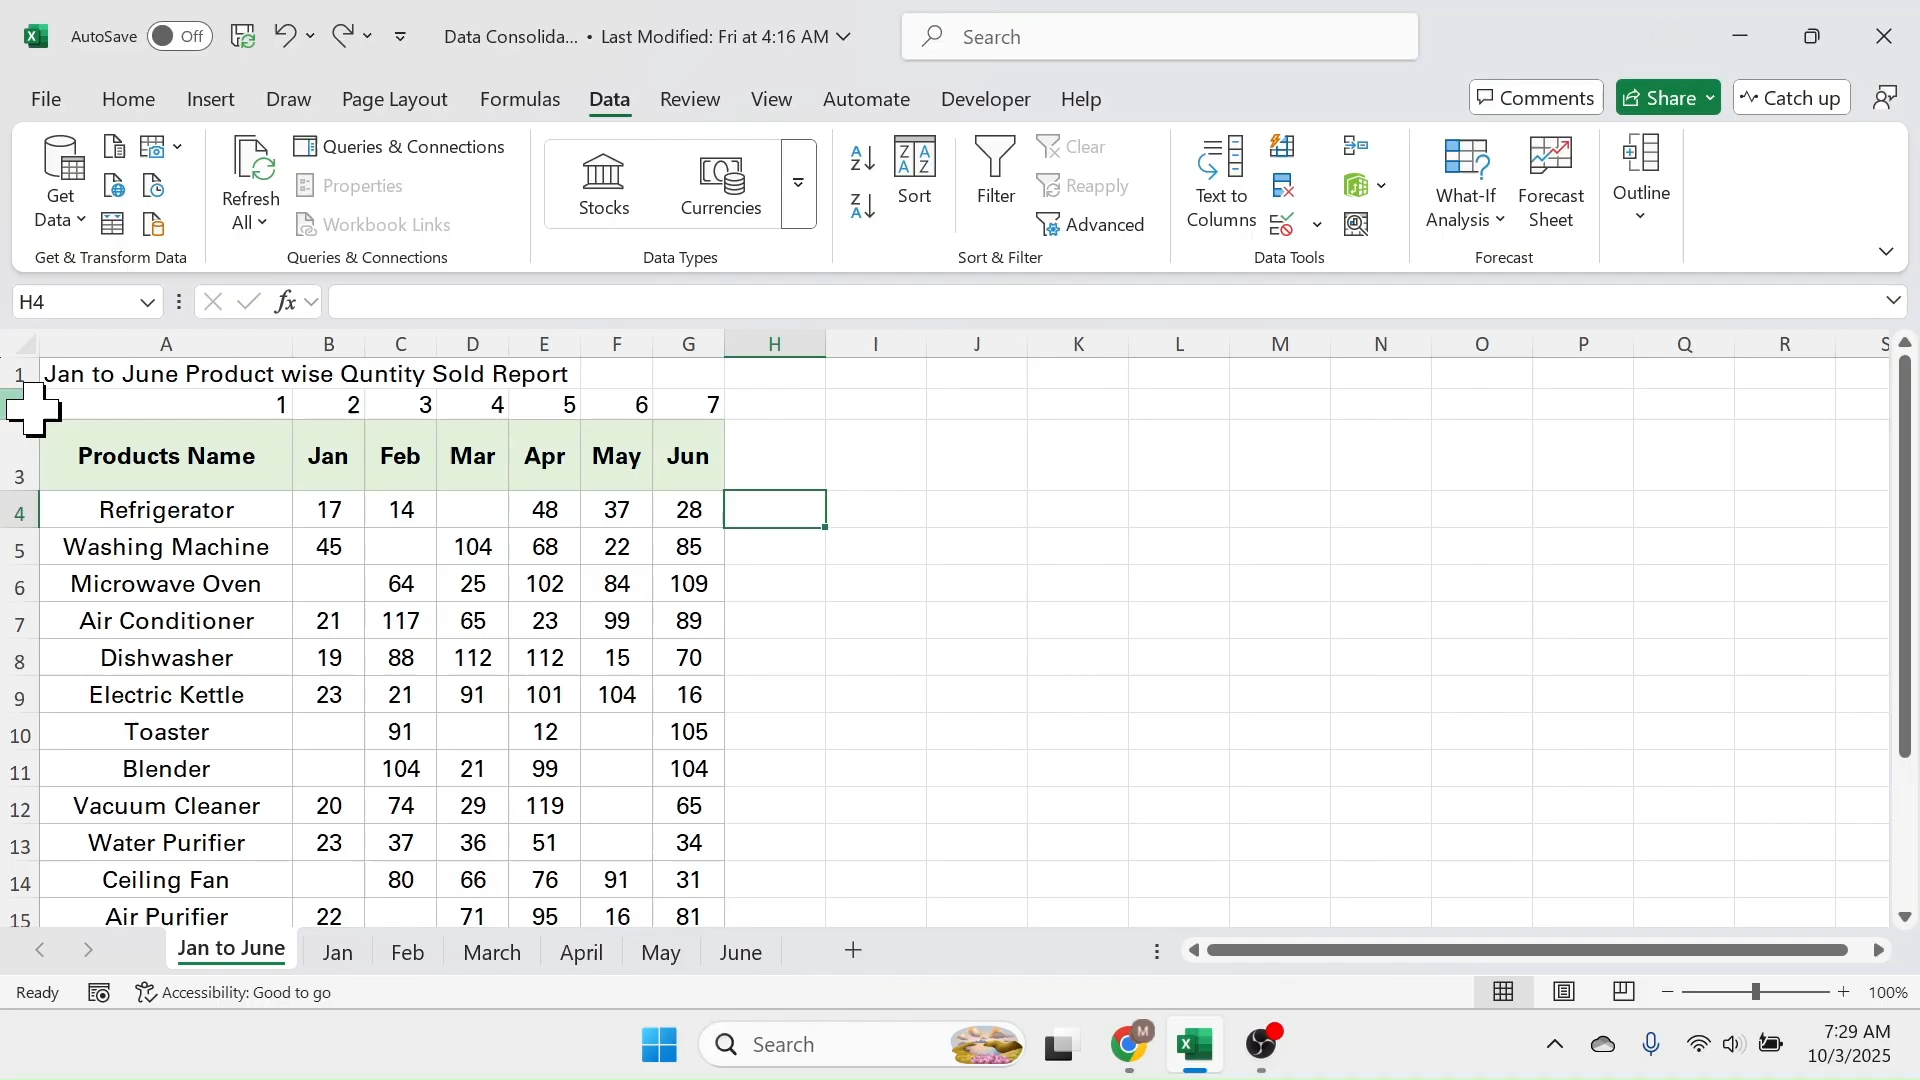 AutoSave Off Data Consolida... • Last Modified: Fri at 4:16 AM Search
File Home Insert Draw Page Layout Formulas Data Review View Automate Developer Help Comments Share Catch up
Get Data
Refresh All
Queries & Connections
Properties
Workbook Links
Stocks
Currencies
Sort
Filter
Clear
Reapply
Advanced
Text to Columns
What-If Analysis
Forecast Sheet
Outline
Get & Transform Data Queries & Connections Data Types Sort & Filter Data Tools Forecast
H4 fx
A B C D E F G H I J K L M N O P Q R S
1 Jan to June Product wise Quntity Sold Report
1 2 3 4 5 6 7
3 Products Name Jan Feb Mar Apr May Jun
4 Refrigerator 17 14 48 37 28
5 Washing Machine 45 104 68 22 85
6 Microwave Oven 64 25 102 84 109
7 Air Conditioner 21 117 65 23 99 89
8 Dishwasher 19 88 112 112 15 70
9 Electric Kettle 23 21 91 101 104 16
10 Toaster 91 12 105
11 Blender 104 21 99 104
12 Vacuum Cleaner 20 74 29 119 65
13 Water Purifier 23 37 36 51 34
14 Ceiling Fan 80 66 76 91 31
15 Air Purifier 22 71 95 16 81
Jan to June Jan Feb March April May June
Ready Accessibility: Good to go 100%
Search M 7:29 AM
10/3/2025